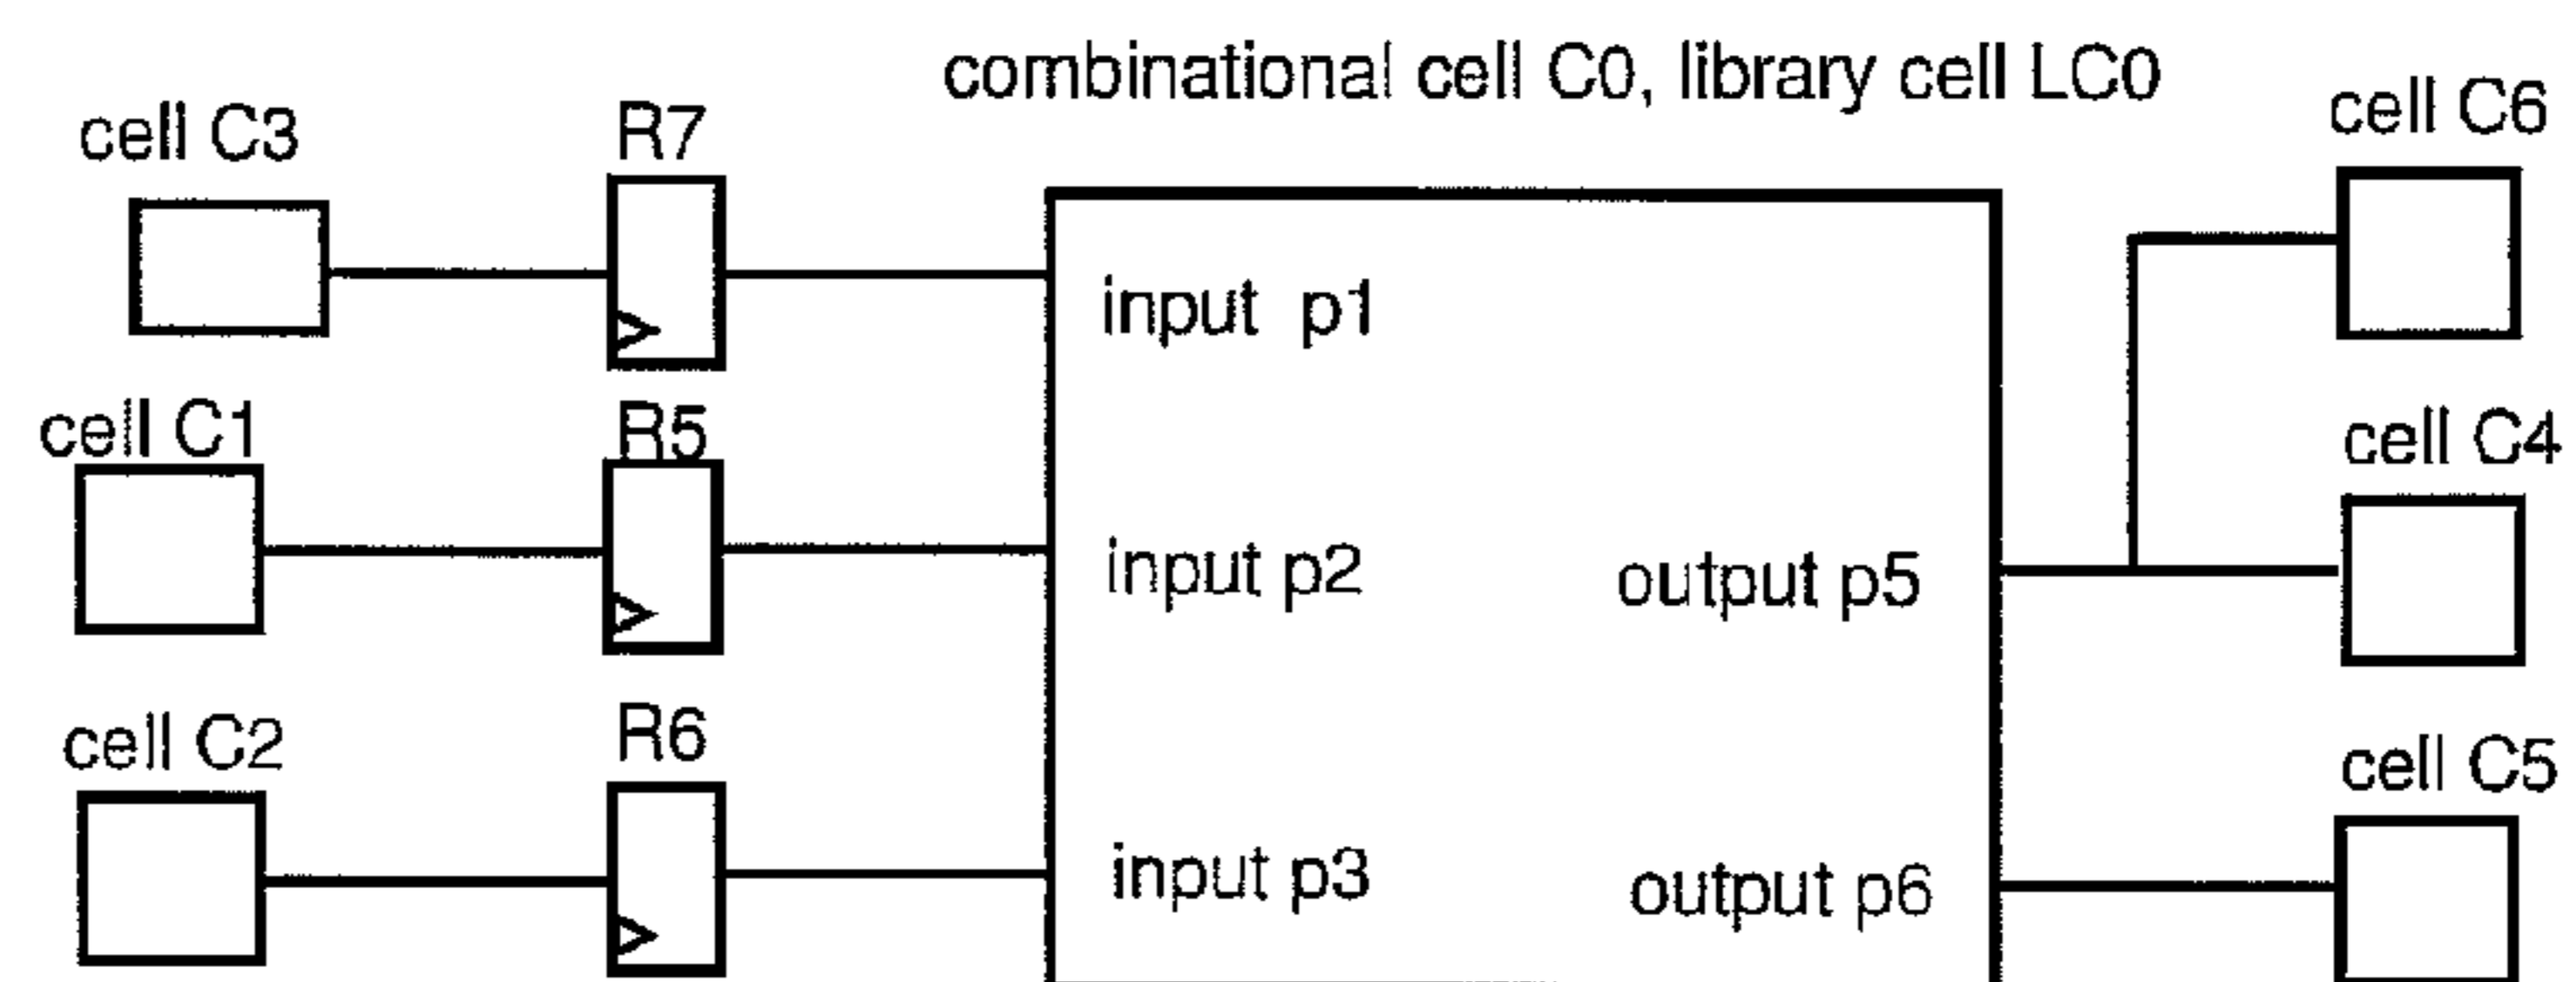 combinational cell C0, library cell LC0
cell C3
R7
cell C6
input p1
cell C1
R5
cell C4
input p2
output p5
cell C2
R6
cell C5
input p3
output p6